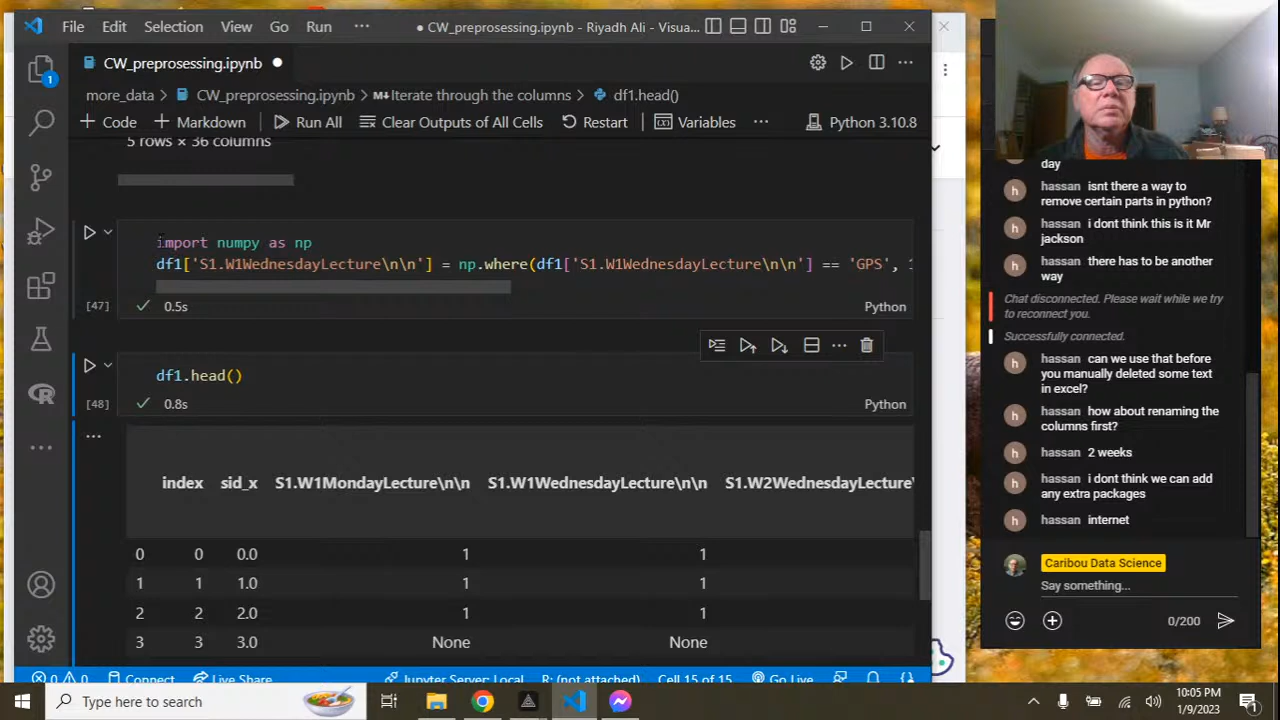 File Edit Selection View Go Run ··· ● CW_preprosessing.ipynb - Riyadh Ali - Visua...
CW_preprosessing.ipynb ●
more_data > CW_preprosessing.ipynb > M↓ Iterate through the columns > df1.head()
+ Code + Markdown Run All Clear Outputs of All Cells Restart Variables ··· Python 3.10.8
5 rows × 36 columns
import numpy as np
df1['S1.W1WednesdayLecture\n\n'] = np.where(df1['S1.W1WednesdayLecture\n\n'] == 'GPS', 1
[47] ✓ 0.5s Python
df1.head()
[48] ✓ 0.8s Python
index sid_x S1.W1MondayLecture\n\n S1.W1WednesdayLecture\n\n S1.W2WednesdayLecture\
0 0 0.0 1 1
1 1 1.0 1 1
2 2 2.0 1 1
3 3 3.0 None None
0 0 Connect Live Share Jupyter Server: Local R: (not attached) Cell 15 of 15 Go Live
1
R
day
h hassan isnt there a way to
remove certain parts in python?
h hassan i dont think this is it Mr
jackson
h hassan there has to be another
way
Chat disconnected. Please wait while we try
to reconnect you.
Successfully connected.
h hassan can we use that before
you manually deleted some text
in excel?
h hassan how about renaming the
columns first?
h hassan 2 weeks
h hassan i dont think we can add
any extra packages
h hassan internet
Caribou Data Science
Say something...
0/200
Type here to search
10:05 PM
1/9/2023
1